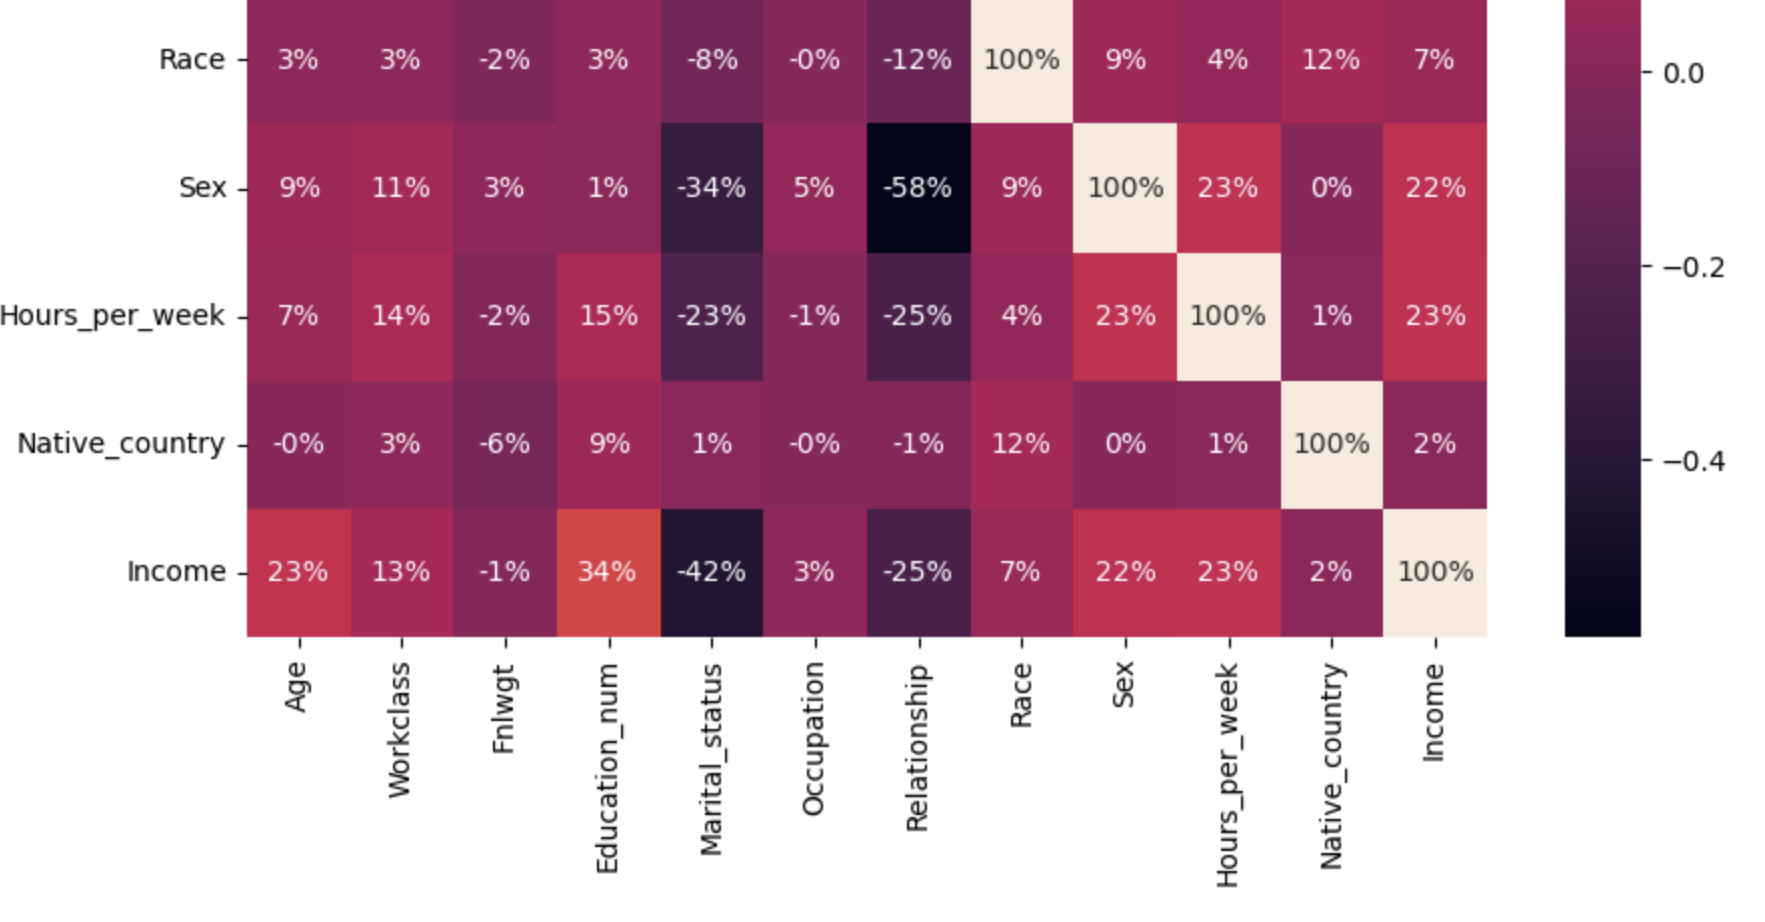 Race 3% 3% -2% 3% -8% -0% -12% 100% 9% 4% 12% 7%
Sex 9% 11% 3% 1% -34% 5% -58% 9% 100% 23% 0% 22%
Hours_per_week 7% 14% -2% 15% -23% -1% -25% 4% 23% 100% 1% 23%
Native_country -0% 3% -6% 9% 1% -0% -1% 12% 0% 1% 100% 2%
Income 23% 13% -1% 34% -42% 3% -25% 7% 22% 23% 2% 100%
Age
Workclass
Fnlwgt
Education_num
Marital_status
Occupation
Relationship
Race
Sex
Hours_per_week
Native_country
Income
0.0
−0.2
−0.4